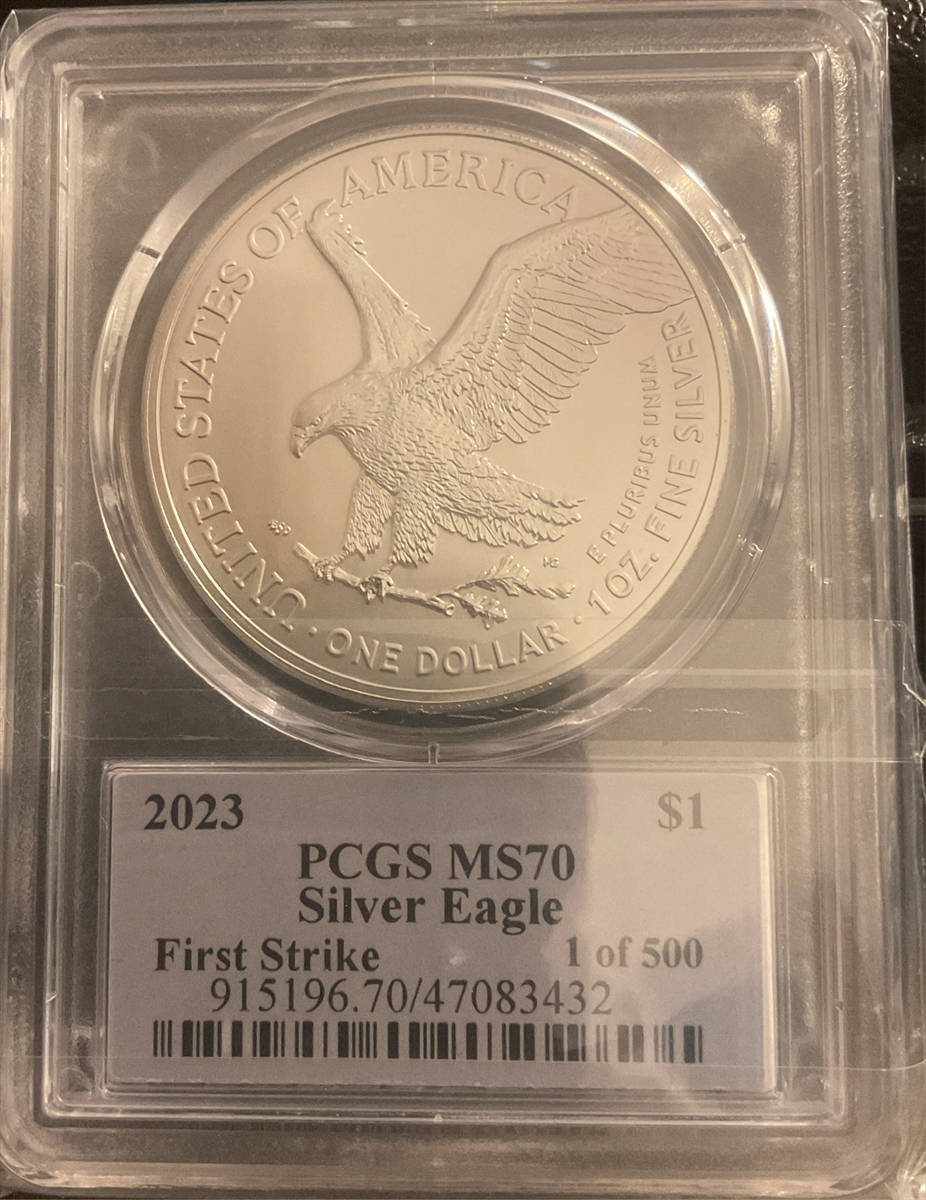 UNITED STATES OF AMERICA
E PLURIBUS UNUM
· ONE DOLLAR · 1 OZ. FINE SILVER
2023 $1
PCGS MS70
Silver Eagle
First Strike 1 of 500
915196.70/47083432